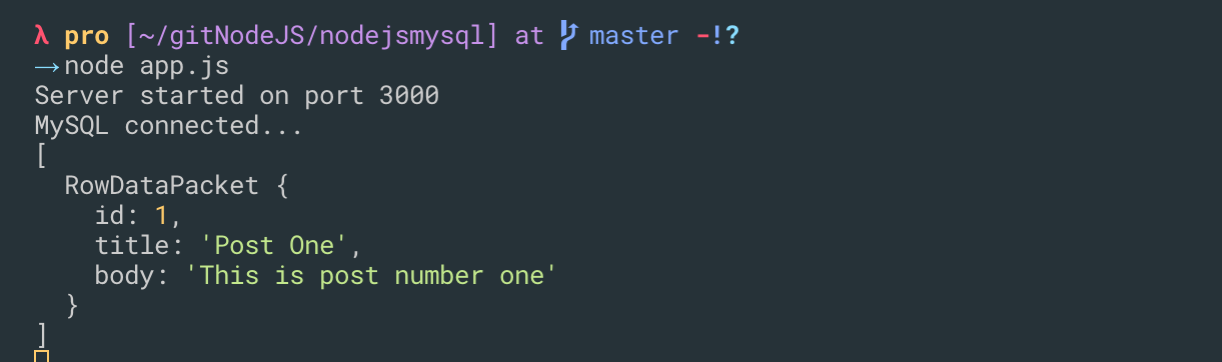 λ pro [~/gitNodeJS/nodejsmysql] at master -!?
→node app.js
Server started on port 3000
MySQL connected...
[
  RowDataPacket {
    id: 1,
    title: 'Post One',
    body: 'This is post number one'
  }
]